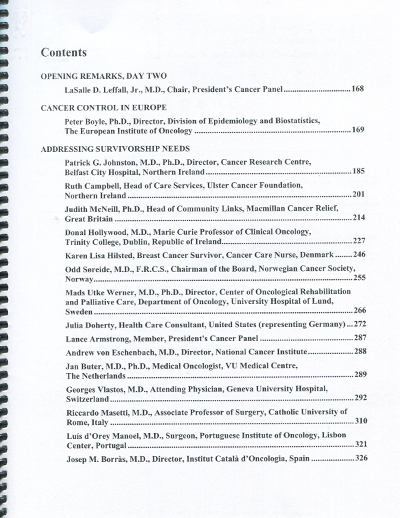 Contents
OPENING REMARKS, DAY TWO
LaSalle D. Leffall, Jr., M.D., Chair, President's Cancer Panel..............................168
CANCER CONTROL IN EUROPE
Peter Boyle, Ph.D., Director, Division of Epidemiology and Biostatistics,
The European Institute of Oncology ..............................169
ADDRESSING SURVIVORSHIP NEEDS
Patrick G. Johnston, M.D., Ph.D., Director, Cancer Research Centre,
Belfast City Hospital, Northern Ireland..............................185
Ruth Campbell, Head of Care Services, Ulster Cancer Foundation,
Northern Ireland..............................201
Judith McNeill, Ph.D., Head of Community Links, Macmillan Cancer Relief,
Great Britain..............................214
Donal Hollywood, M.D., Marie Curie Professor of Clinical Oncology,
Trinity College, Dublin, Republic of Ireland..............................227
Karen Lisa Hilsted, Breast Cancer Survivor, Cancer Care Nurse, Denmark .......246
Odd Søreide, M.D., F.R.C.S., Chairman of the Board, Norwegian Cancer Society,
Norway..............................255
Mads Utke Werner, M.D., Ph.D., Director, Center of Oncological Rehabilitation
and Palliative Care, Department of Oncology, University Hospital of Lund,
Sweden..............................266
Julia Doherty, Health Care Consultant, United States (representing Germany)...272
Lance Armstrong, Member, President's Cancer Panel..............................287
Andrew von Eschenbach, M.D., Director, National Cancer Institute....................288
Jan Buter, M.D., Ph.D., Medical Oncologist, VU Medical Centre,
The Netherlands..............................289
Georges Vlastos, M.D., Attending Physician, Geneva University Hospital,
Switzerland..............................292
Riccardo Masetti, M.D., Associate Professor of Surgery, Catholic University of
Rome, Italy..............................310
Luis d'Orey Manoel, M.D., Surgeon, Portuguese Institute of Oncology, Lisbon
Center, Portugal..............................321
Josep M. Borràs, M.D., Director, Institut Català d'Oncologia, Spain ....................326